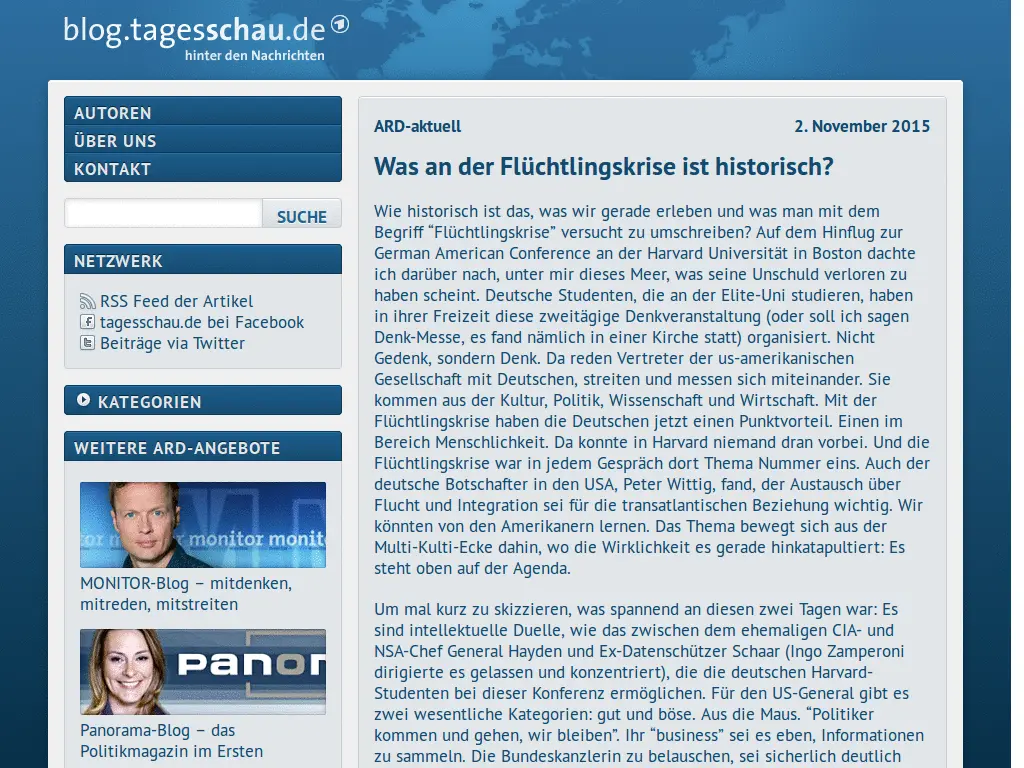 blog.tagesschau.de
hinter den Nachrichten
AUTOREN
ÜBER UNS
KONTAKT
SUCHE
NETZWERK
RSS Feed der Artikel
tagesschau.de bei Facebook
Beiträge via Twitter
KATEGORIEN
WEITERE ARD-ANGEBOTE
tor m
monitor monit
MONITOR-Blog – mitdenken,
mitreden, mitstreiten
PANOR
Panorama-Blog – das
Politikmagazin im Ersten
ARD-aktuell
2. November 2015
Was an der Flüchtlingskrise ist historisch?
Wie historisch ist das, was wir gerade erleben und was man mit dem
Begriff “Flüchtlingskrise” versucht zu umschreiben? Auf dem Hinflug zur
German American Conference an der Harvard Universität in Boston dachte
ich darüber nach, unter mir dieses Meer, was seine Unschuld verloren zu
haben scheint. Deutsche Studenten, die an der Elite-Uni studieren, haben
in ihrer Freizeit diese zweitägige Denkveranstaltung (oder soll ich sagen
Denk-Messe, es fand nämlich in einer Kirche statt) organisiert. Nicht
Gedenk, sondern Denk. Da reden Vertreter der us-amerikanischen
Gesellschaft mit Deutschen, streiten und messen sich miteinander. Sie
kommen aus der Kultur, Politik, Wissenschaft und Wirtschaft. Mit der
Flüchtlingskrise haben die Deutschen jetzt einen Punktvorteil. Einen im
Bereich Menschlichkeit. Da konnte in Harvard niemand dran vorbei. Und die
Flüchtlingskrise war in jedem Gespräch dort Thema Nummer eins. Auch der
deutsche Botschafter in den USA, Peter Wittig, fand, der Austausch über
Flucht und Integration sei für die transatlantischen Beziehung wichtig. Wir
könnten von den Amerikanern lernen. Das Thema bewegt sich aus der
Multi-Kulti-Ecke dahin, wo die Wirklichkeit es gerade hinkatapultiert: Es
steht oben auf der Agenda.
Um mal kurz zu skizzieren, was spannend an diesen zwei Tagen war: Es
sind intellektuelle Duelle, wie das zwischen dem ehemaligen CIA- und
NSA-Chef General Hayden und Ex-Datenschützer Schaar (Ingo Zamperoni
dirigierte es gelassen und konzentriert), die die deutschen Harvard-
Studenten bei dieser Konferenz ermöglichen. Für den US-General gibt es
zwei wesentliche Kategorien: gut und böse. Aus die Maus. “Politiker
kommen und gehen, wir bleiben”. Ihr “business” sei es eben, Informationen
zu sammeln. Die Bundeskanzlerin zu belauschen, sei sicherlich deutlich